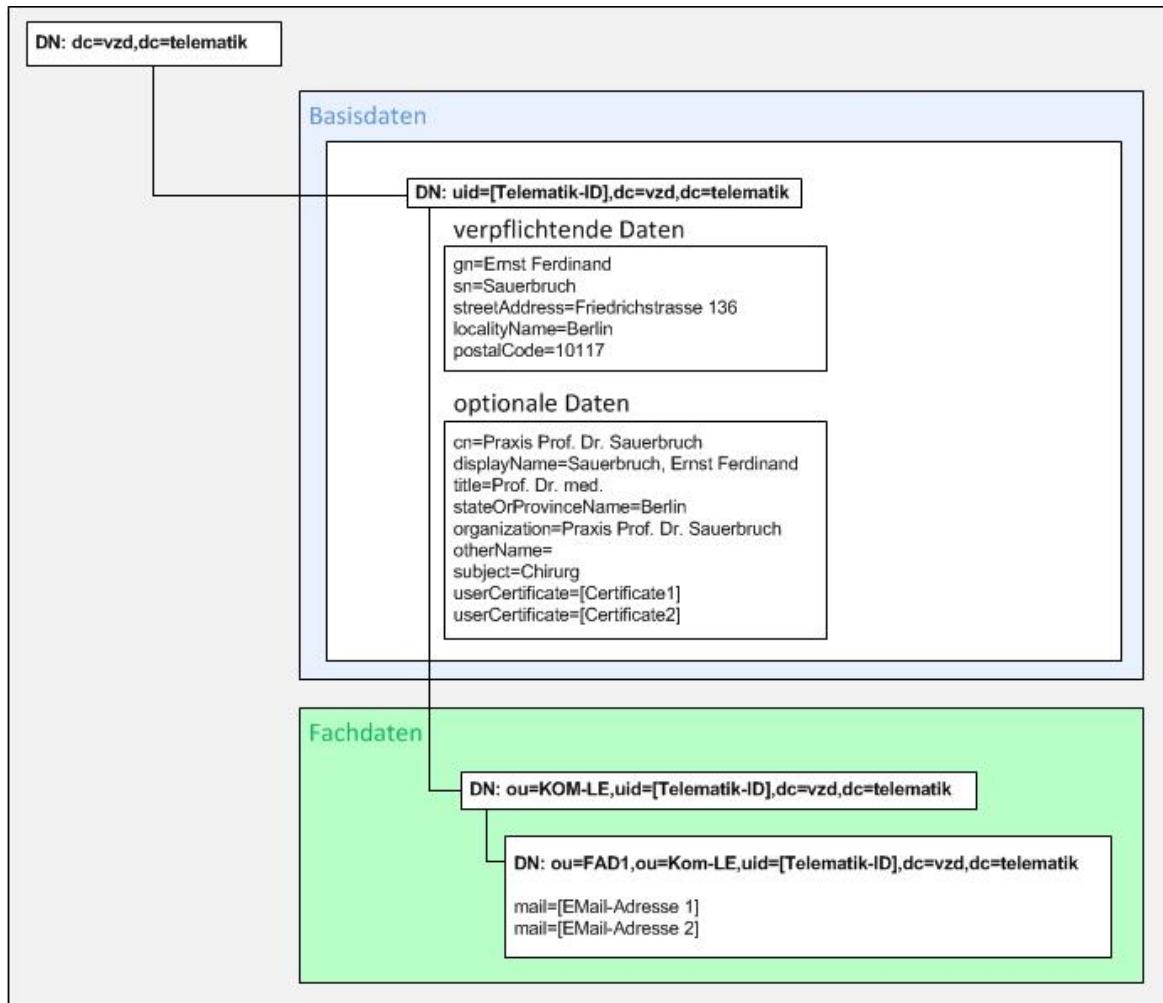 DN: dc=vzd,dc=telematik
Basisdaten
DN: uid=[Telematik-ID],dc=vzd,dc=telematik
verpflichtende Daten
gn=Ernst Ferdinand
sn=Sauerbruch
streetAddress=Friedrichstrasse 136
localityName=Berlin
postalCode=10117
optionale Daten
cn=Praxis Prof. Dr. Sauerbruch
displayName=Sauerbruch, Ernst Ferdinand
title=Prof. Dr. med.
stateOrProvinceName=Berlin
organization=Praxis Prof. Dr. Sauerbruch
otherName=
subject=Chirurg
userCertificate=[Certificate1]
userCertificate=[Certificate2]
Fachdaten
DN: ou=KOM-LE,uid=[Telematik-ID],dc=vzd,dc=telematik
DN: ou=FAD1,ou=Kom-LE,uid=[Telematik-ID],dc=vzd,dc=telematik
mail=[EMail-Adresse 1]
mail=[EMail-Adresse 2]